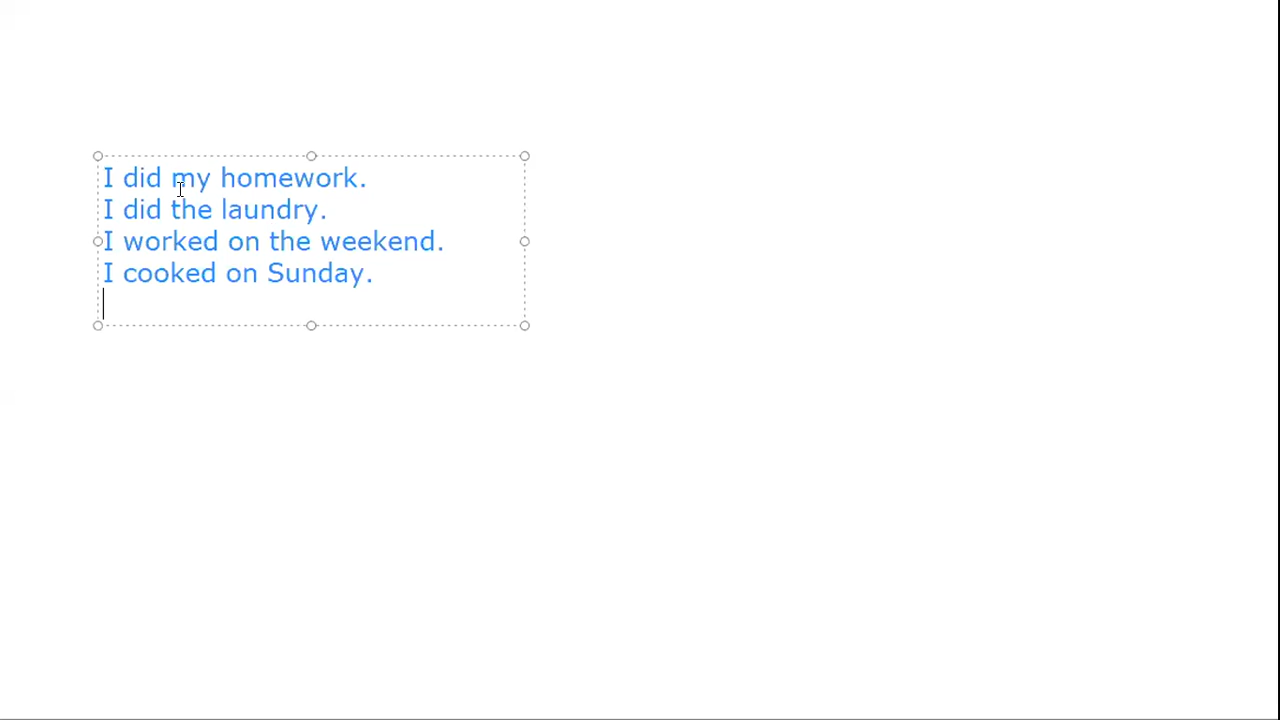 I did my homework.
I did the laundry.
I worked on the weekend.
I cooked on Sunday.